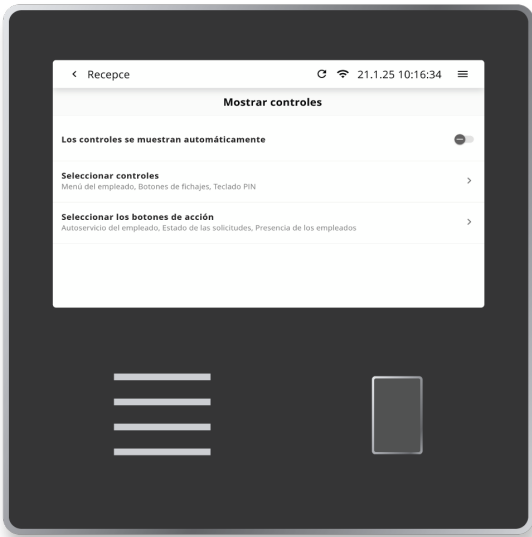 Recepce 21.1.25 10:16:34
Mostrar controles
Los controles se muestran automáticamente
Seleccionar controles
Menú del empleado, Botones de fichajes, Teclado PIN
Seleccionar los botones de acción
Autoservicio del empleado, Estado de las solicitudes, Presencia de los empleados